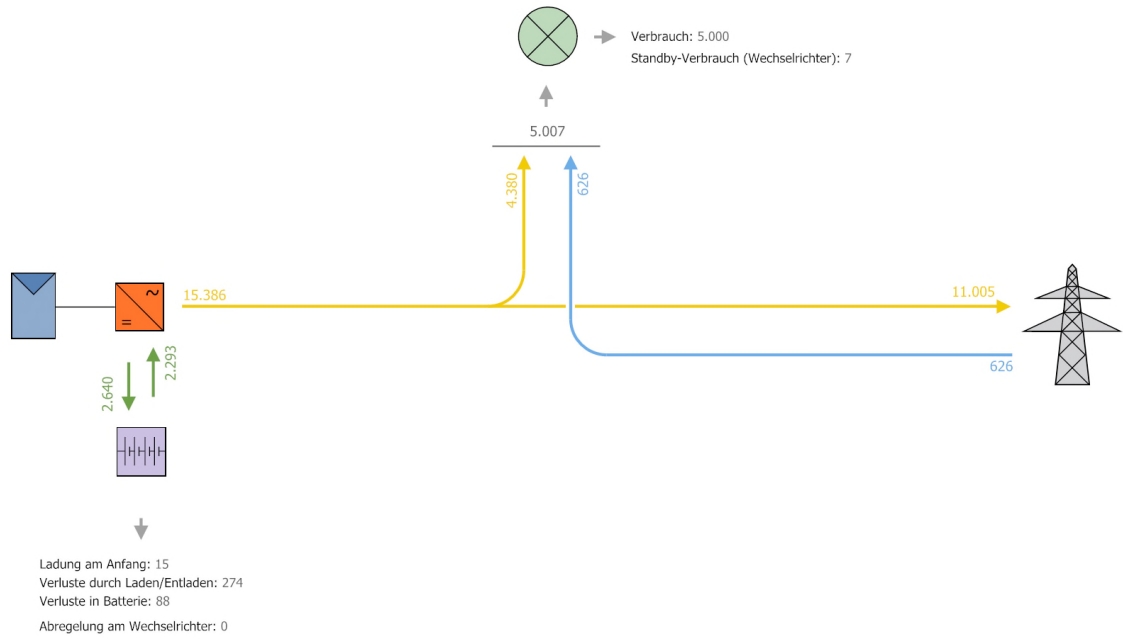 Verbrauch: 5.000
Standby-Verbrauch (Wechselrichter): 7
5.007
4.380
626
15.386
11.005
626
2.640
2.293
Ladung am Anfang: 15
Verluste durch Laden/Entladen: 274
Verluste in Batterie: 88
Abregelung am Wechselrichter: 0